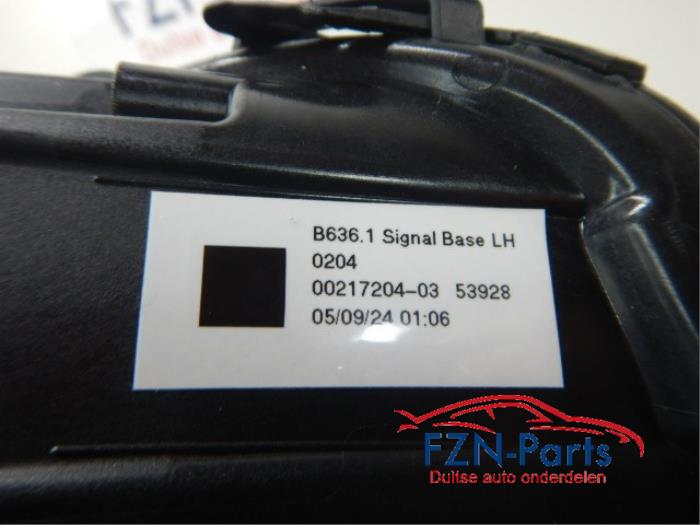 B636.1 Signal Base LH
0204
00217204-03 53928
05/09/24 01:06
FZN-Parts
Duitse auto onderdelen